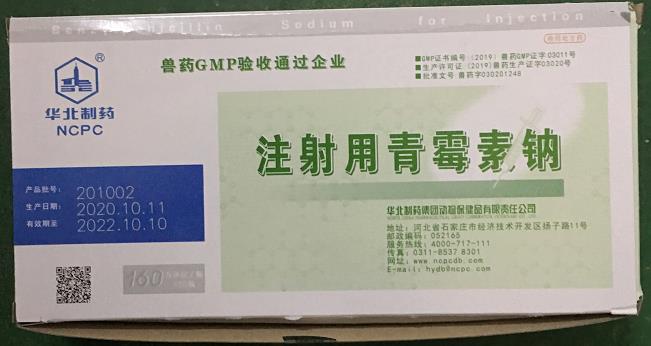 Sodium for Injection
兽用处方药
华北制药
NCPC
兽药GMP验收通过企业
■GMP证书编号:(2019) 兽药GMP证字03011号
■生产许可证:(2019)兽药生产证字03020号
■批准文号:兽药字030201248
注射用青霉素钠
产品批号: 201002
生产日期: 2020.10.11
有效期至 2022.10.10
160
华北制药集团动物保健品有限责任公司
地址:河北省石家庄市经济技术开发区扬子路11号
邮政编码:052165
服务热线:4000-717-111
传真:0311-8537 8301
网址:www.ncpcdb.com
E-mail:hydb@ncpc.com